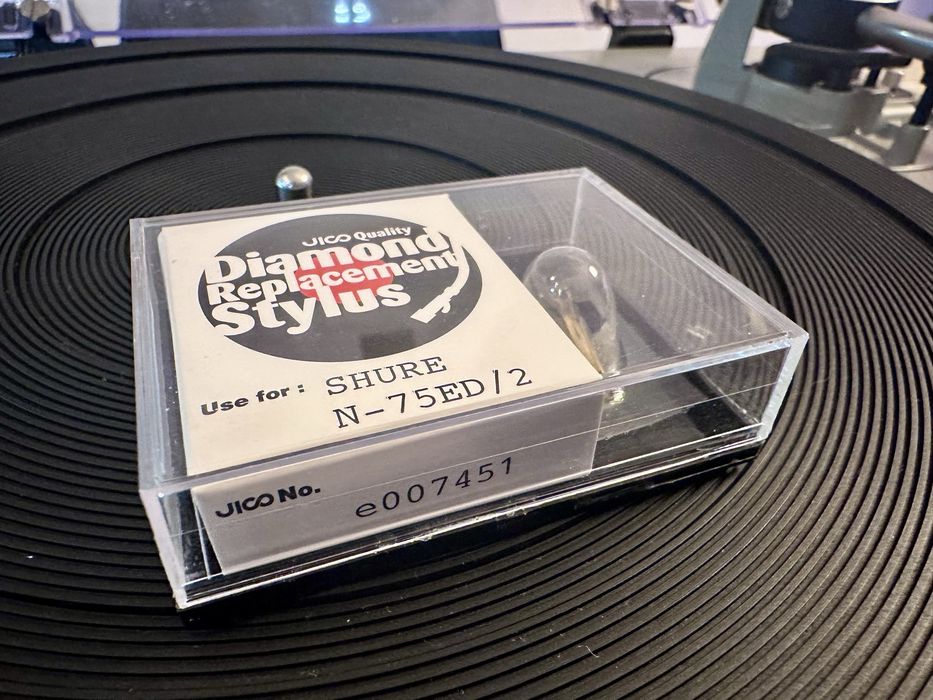 JICO Quality
Diamond
Replacement
Stylus
Use for : SHURE
N-75ED/2
JICO No.
e007451